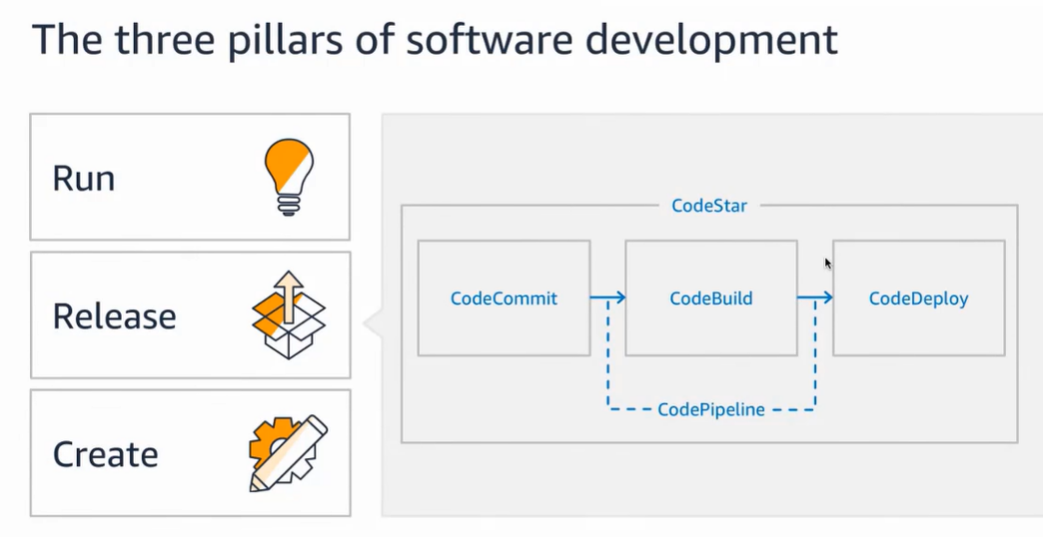 The three pillars of software development
Run
Release
Create
CodeStar
CodeCommit
CodeBuild
CodeDeploy
CodePipeline